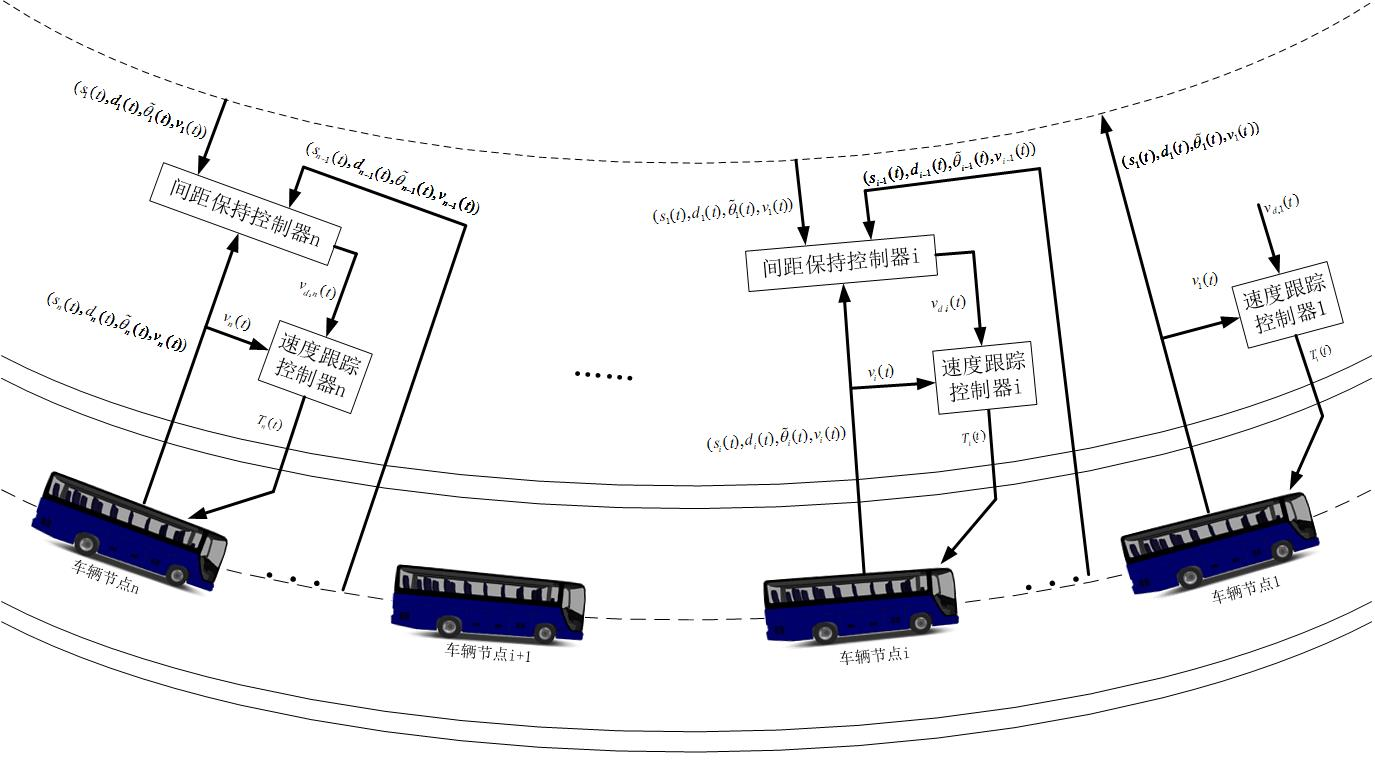 (s₁(t),d₁(t),θ̃₁(t),v₁(t))
(sₙ₋₁(t),dₙ₋₁(t),θ̃ₙ₋₁(t),vₙ₋₁(t))
间距保持控制器n
v_{d,n}(t)
(sₙ(t),dₙ(t),θ̃ₙ(t),vₙ(t))
vₙ(t)
速度跟踪
控制器n
Tₙ(t)
车辆节点n
······
车辆节点i+1
(s₁(t),d₁(t),θ̃₁(t),v₁(t))
(sᵢ₋₁(t),dᵢ₋₁(t),θ̃ᵢ₋₁(t),vᵢ₋₁(t))
间距保持控制器i
v_{d,i}(t)
vᵢ(t)
速度跟踪
控制器i
(sᵢ(t),dᵢ(t),θ̃ᵢ(t),vᵢ(t))
Tᵢ(t)
车辆节点i
(s₁(t),d₁(t),θ̃₁(t),v₁(t))
v_{d,1}(t)
v₁(t)
速度跟踪
控制器1
T₁(t)
车辆节点1